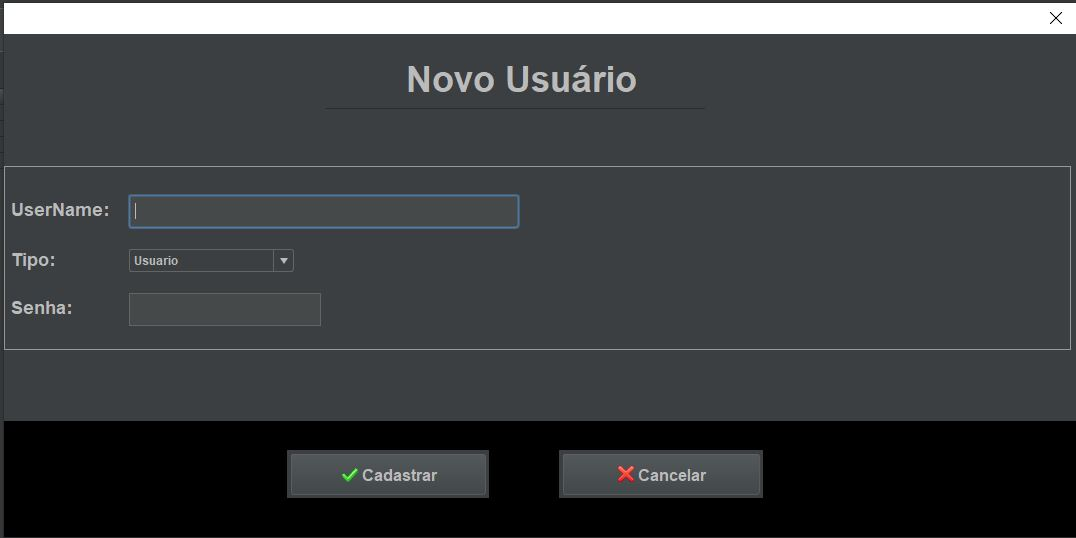 Novo Usuário
UserName:
Tipo: Usuario
Senha:
Cadastrar Cancelar